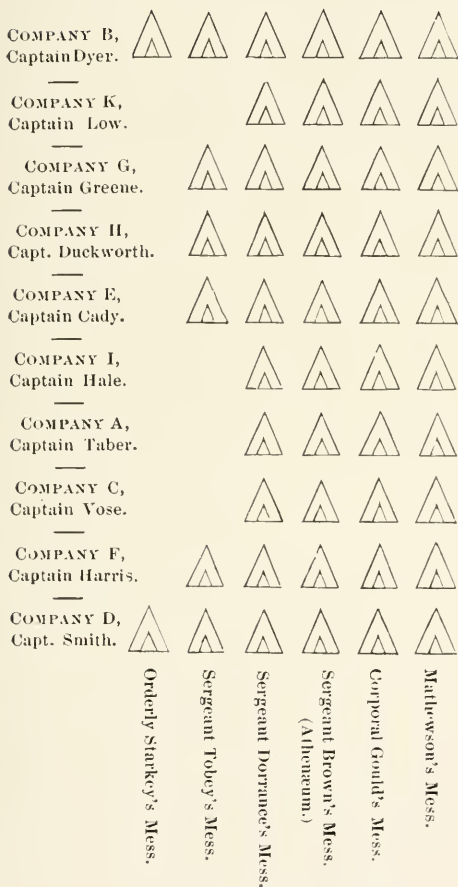 COMPANY B,
Captain Dyer.
COMPANY K,
Captain Low.
COMPANY G,
Captain Greene.
COMPANY H,
Capt. Duckworth.
COMPANY E,
Captain Cady.
COMPANY I,
Captain Hale.
COMPANY A,
Captain Taber.
COMPANY C,
Captain Vose.
COMPANY F,
Captain Harris.
COMPANY D,
Capt. Smith.
Orderly Starkey's Mess.
Sergeant Tobey's Mess.
Sergeant Dorrance's Mess.
Sergeant Brown's Mess.
(Athenæum.)
Corporal Gould's Mess.
Mathewson's Mess.